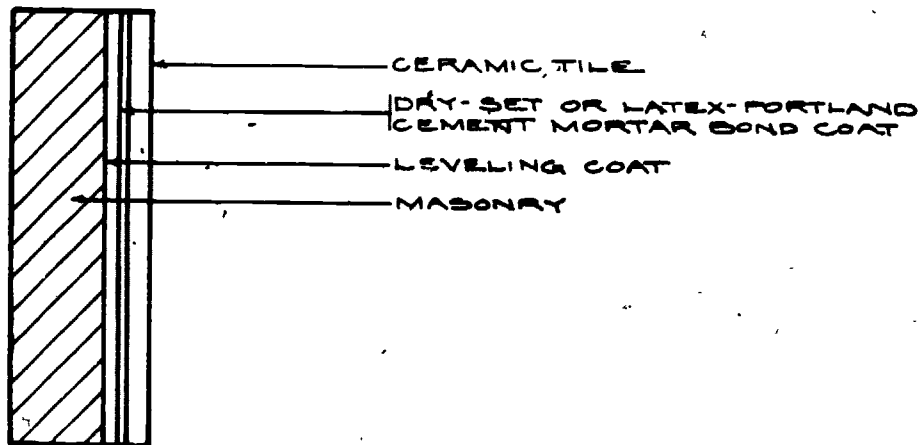 CERAMIC TILE
DRY-SET OR LATEX-PORTLAND
CEMENT MORTAR BOND COAT
LEVELING COAT
MASONRY